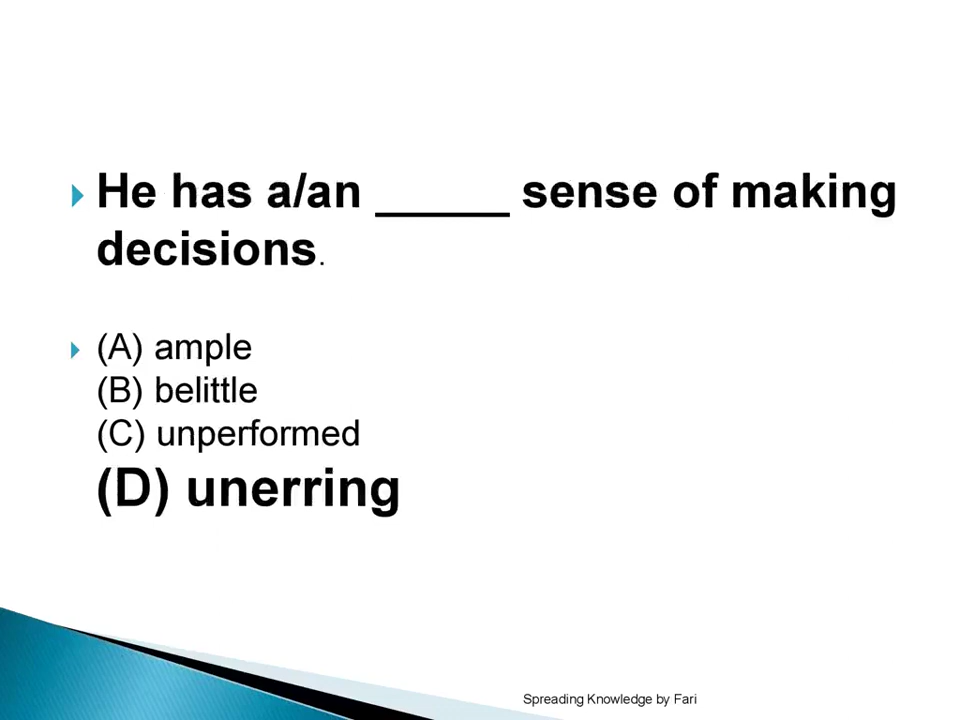 He has a/an _____ sense of making
decisions.
(A) ample
(B) belittle
(C) unperformed
(D) unerring
Spreading Knowledge by Fari